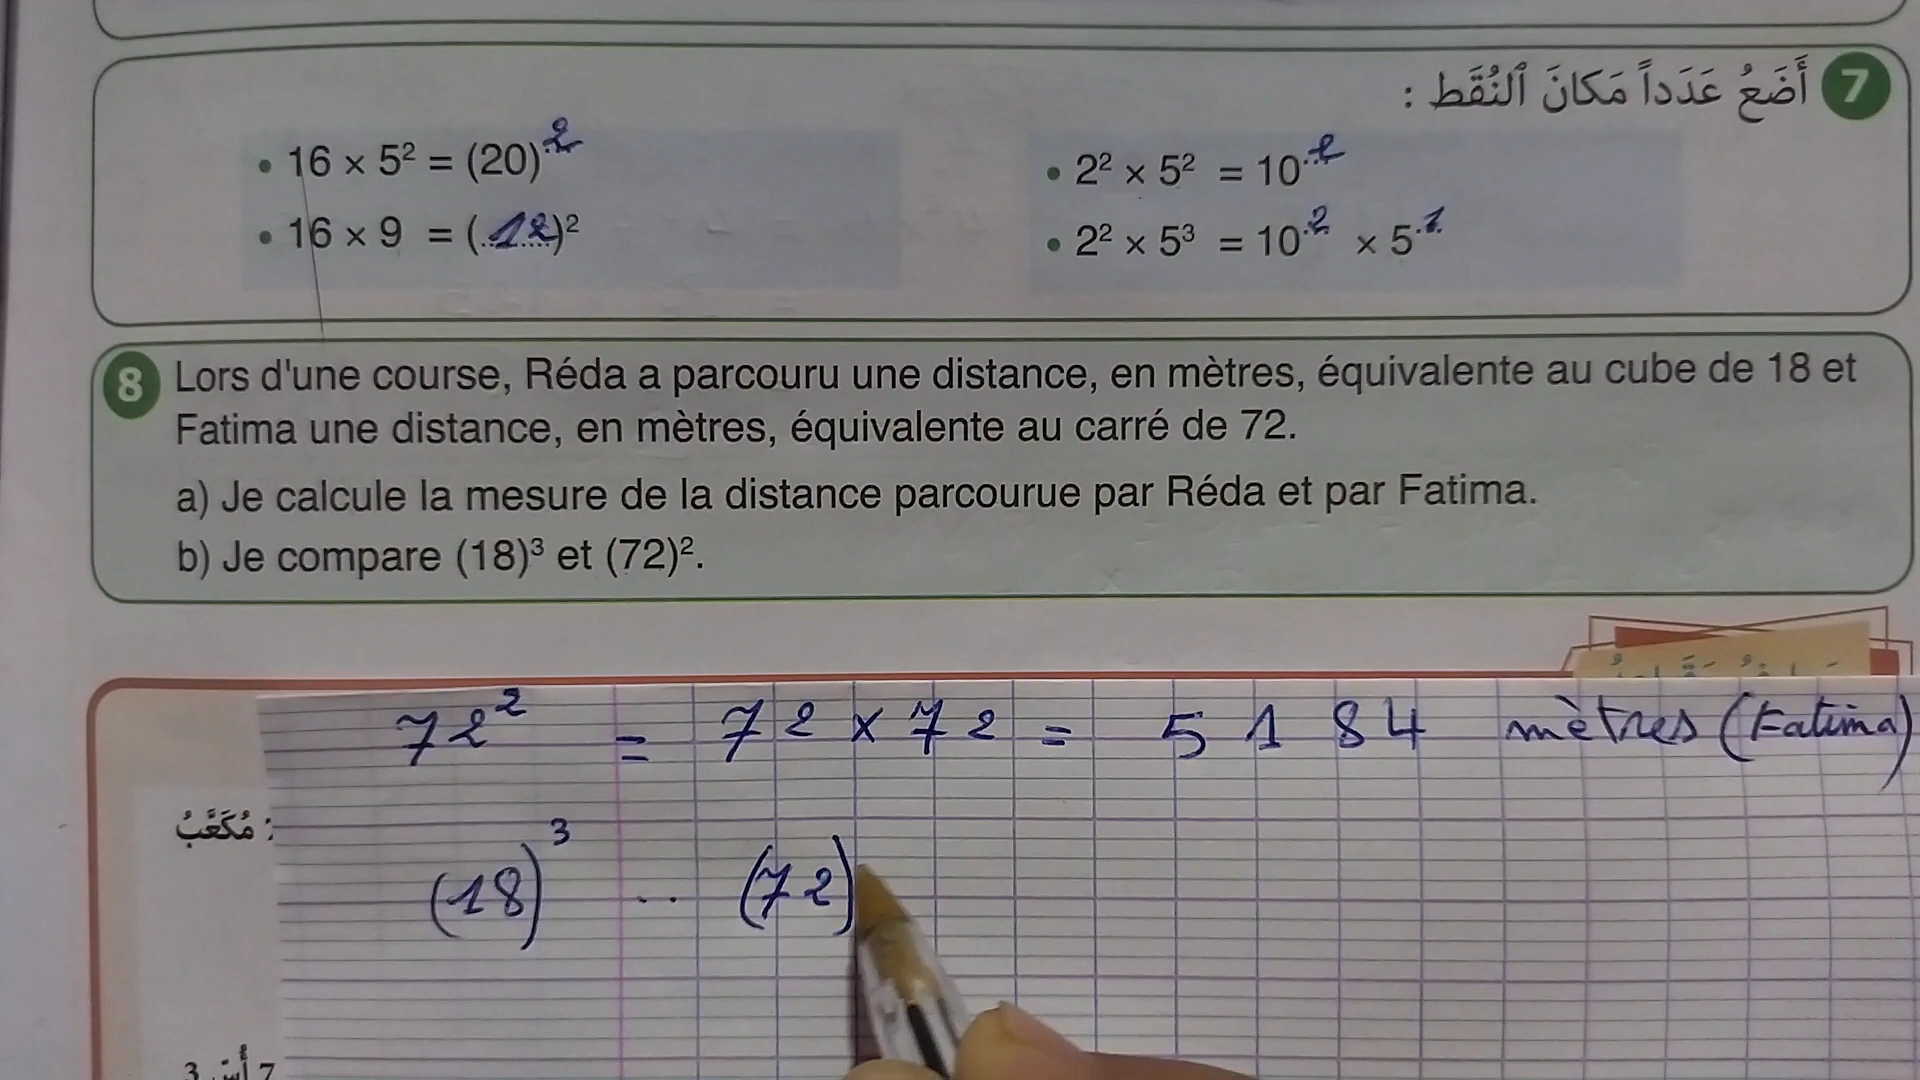 7 أَضَعُ عَدَداً مَكانَ ٱلنُّقَط :
• 16 × 5² = (20)²
• 2² × 5² = 10²
• 16 × 9 = (12)²
• 2² × 5³ = 10² × 5¹
8 Lors d'une course, Réda a parcouru une distance, en mètres, équivalente au cube de 18 et
Fatima une distance, en mètres, équivalente au carré de 72.
a) Je calcule la mesure de la distance parcourue par Réda et par Fatima.
b) Je compare (18)³ et (72)².
72² = 72 × 72 = 5184 mètres (Fatima)
مُكَعَّبُ :
(18)³ .. (72)
7 أُسّ 3